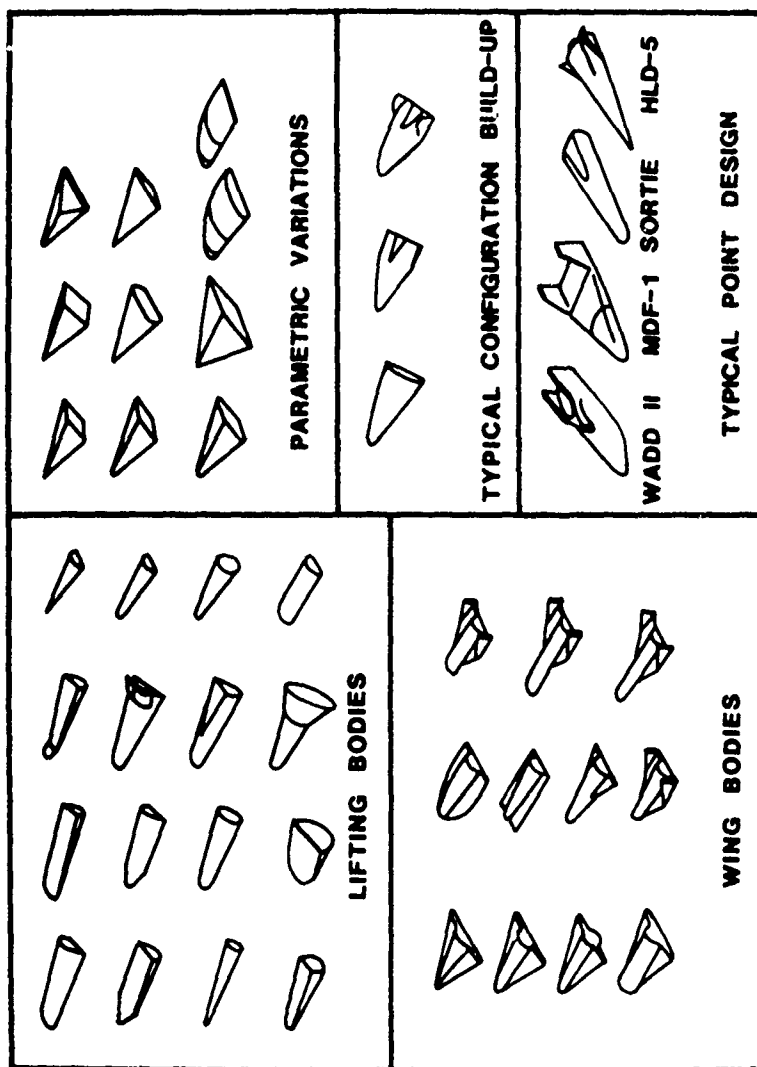 LIFTING BODIES
WING BODIES
PARAMETRIC VARIATIONS
TYPICAL CONFIGURATION BUILD-UP
WADD II MDF-1 SORTIE HLD-5
TYPICAL POINT DESIGN